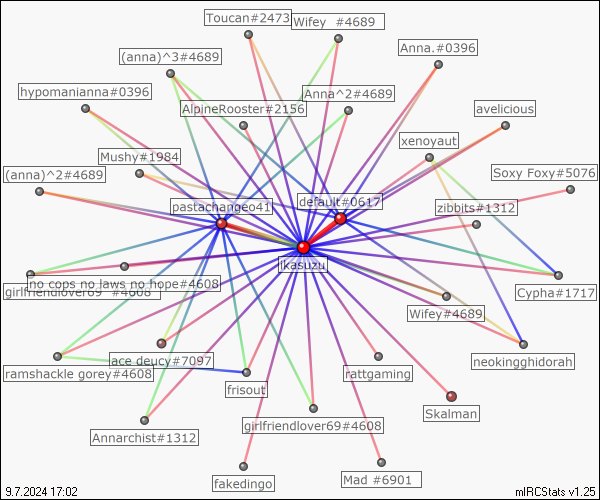 Toucan#2473
Wifey  #4689
Anna.#0396
(anna)^3#4689
hypomanianna#0396
AlpineRooster#2156
Anna^2#4689
avelicious
xenoyaut
Mushy#1984
(anna)^2#4689
Soxy Foxy#5076
default#0617
pastachangeo41
zibbits#1312
ikasuzu
no cops no laws no hope#4608
girlfriendlover69  #4608
Cypha#1717
Wifey#4689
ramshackle gorey#4608
ace deucy#7097
rattgaming
neokingghidorah
frisout
Skalman
girlfriendlover69#4608
Annarchist#1312
fakedingo
Mad #6901
9.7.2024 17:02
mIRCStats v1.25